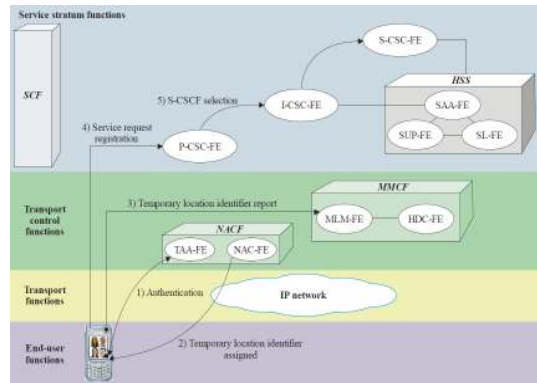 Service stratum functions
S-CSC-FE
SCF
HSS
5) S-CSCF selection
I-CSC-FE
SAA-FE
4) Service request
registration
SUP-FE
SL-FE
P-CSC-FE
MMCF
3) Temporary location identifier report
Transport
control
functions
MLM-FE
HDC-FE
NACF
TAA-FE
NAC-FE
1) Authentication
Transport
functions
IP network
End-user
functions
2) Temporary location identifier
assigned